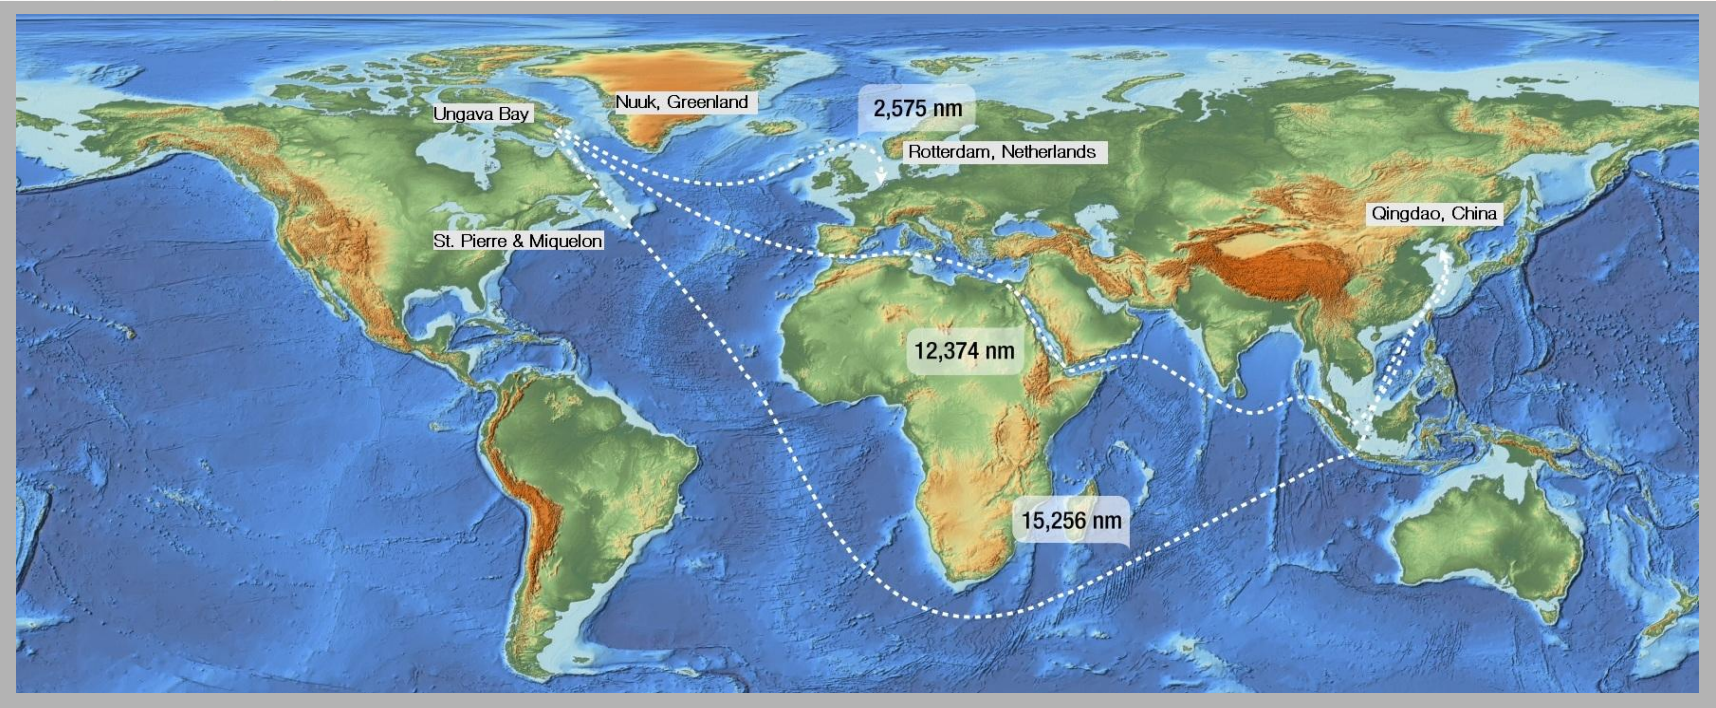 2,575 nm
Nuuk, Greenland
Ungava Bay
Rotterdam, Netherlands
Qingdao, China
St. Pierre & Miquelon
12,374 nm
15,256 nm